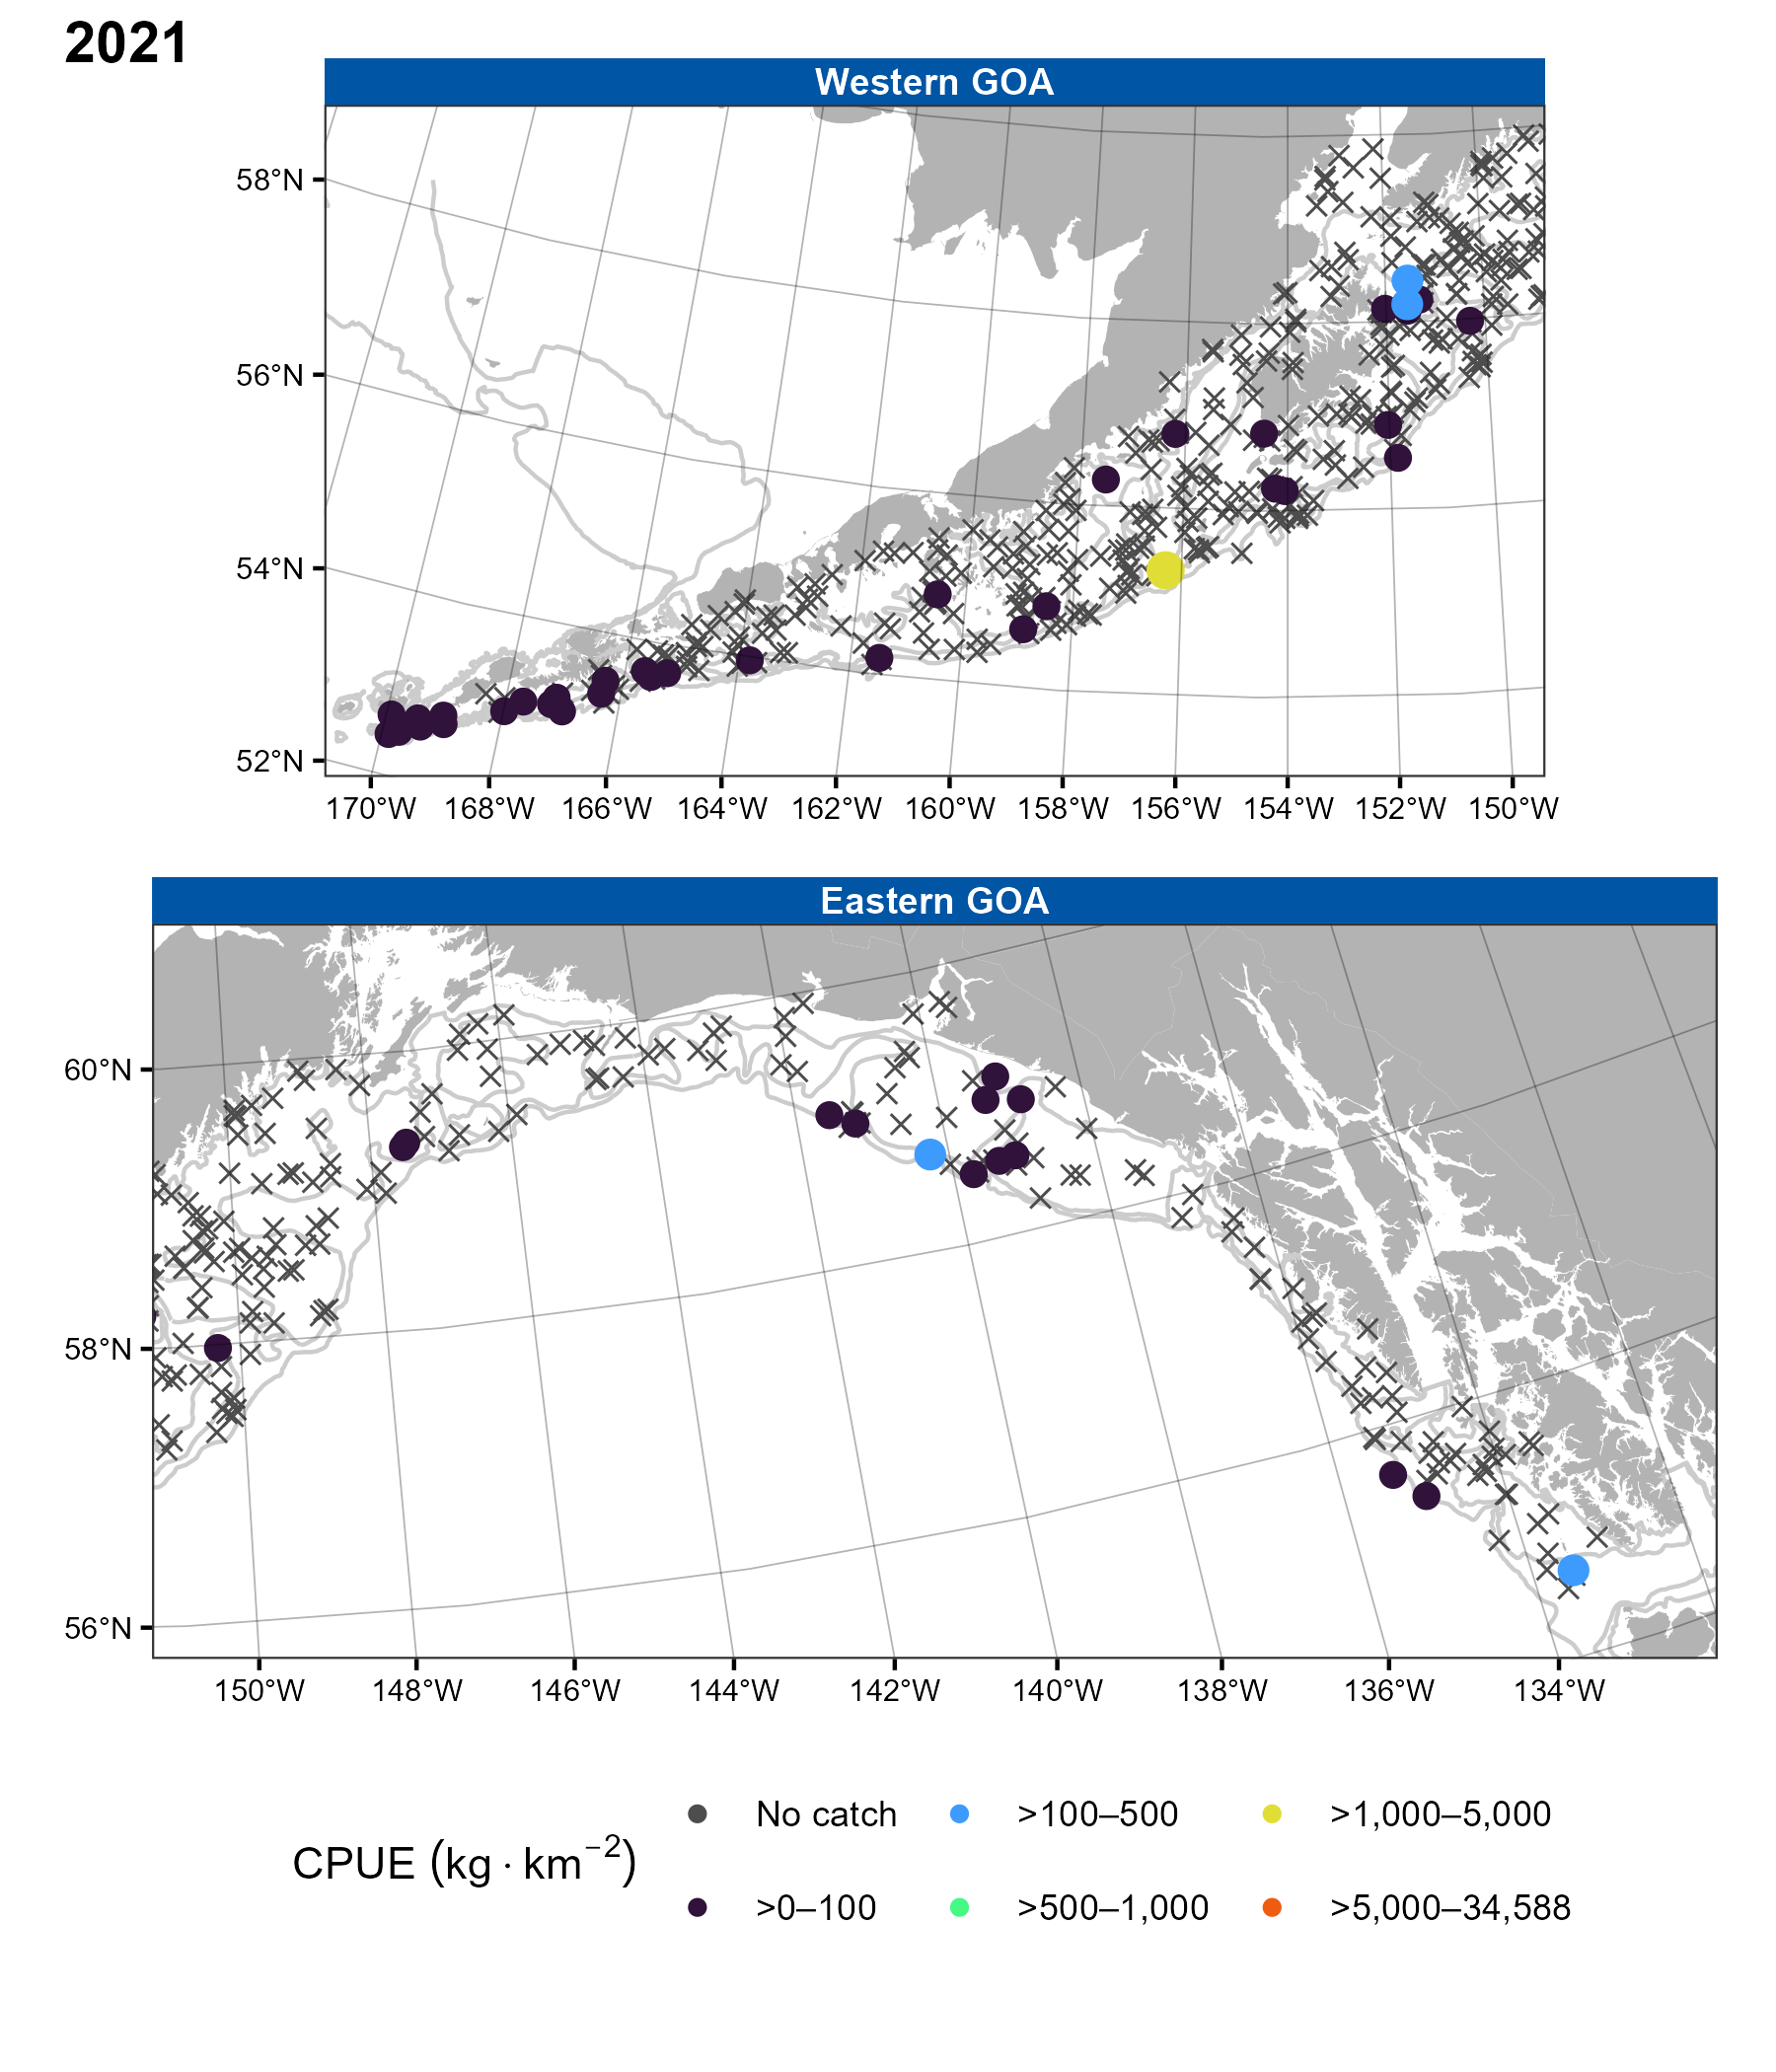 2021
Western GOA
58°N
56°N
54°N
52°N
170°W 168°W 166°W 164°W 162°W 160°W 158°W 156°W 154°W 152°W 150°W
Eastern GOA
60°N
58°N
56°N
150°W 148°W 146°W 144°W 142°W 140°W 138°W 136°W 134°W
CPUE (kg · km⁻²)
No catch >100–500 >1,000–5,000
>0–100 >500–1,000 >5,000–34,588